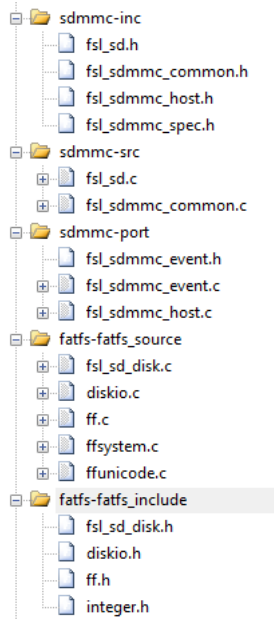 sdmmc-inc
fsl_sd.h
fsl_sdmmc_common.h
fsl_sdmmc_host.h
fsl_sdmmc_spec.h
sdmmc-src
fsl_sd.c
fsl_sdmmc_common.c
sdmmc-port
fsl_sdmmc_event.h
fsl_sdmmc_event.c
fsl_sdmmc_host.c
fatfs-fatfs_source
fsl_sd_disk.c
diskio.c
ff.c
ffsystem.c
ffunicode.c
fatfs-fatfs_include
fsl_sd_disk.h
diskio.h
ff.h
integer.h